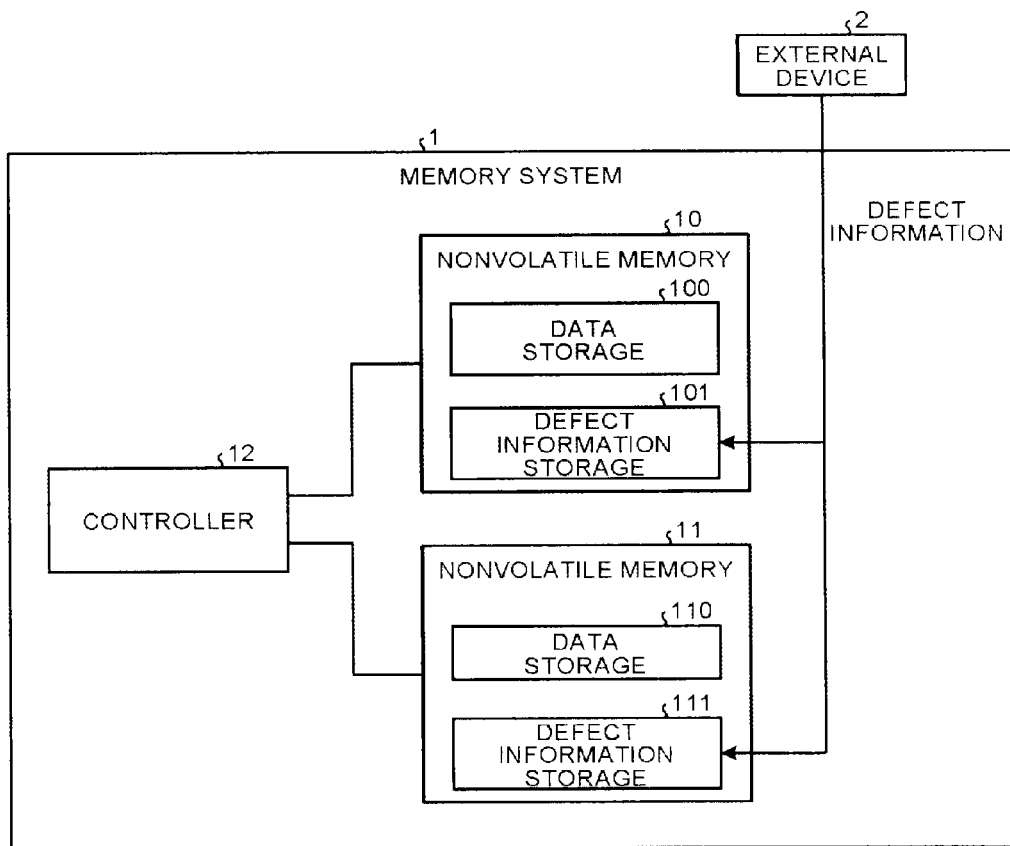 2
EXTERNAL
DEVICE
1
MEMORY SYSTEM
DEFECT
INFORMATION
10
NONVOLATILE MEMORY
100
DATA
STORAGE
101
DEFECT
INFORMATION
STORAGE
12
CONTROLLER
11
NONVOLATILE MEMORY
110
DATA
STORAGE
111
DEFECT
INFORMATION
STORAGE